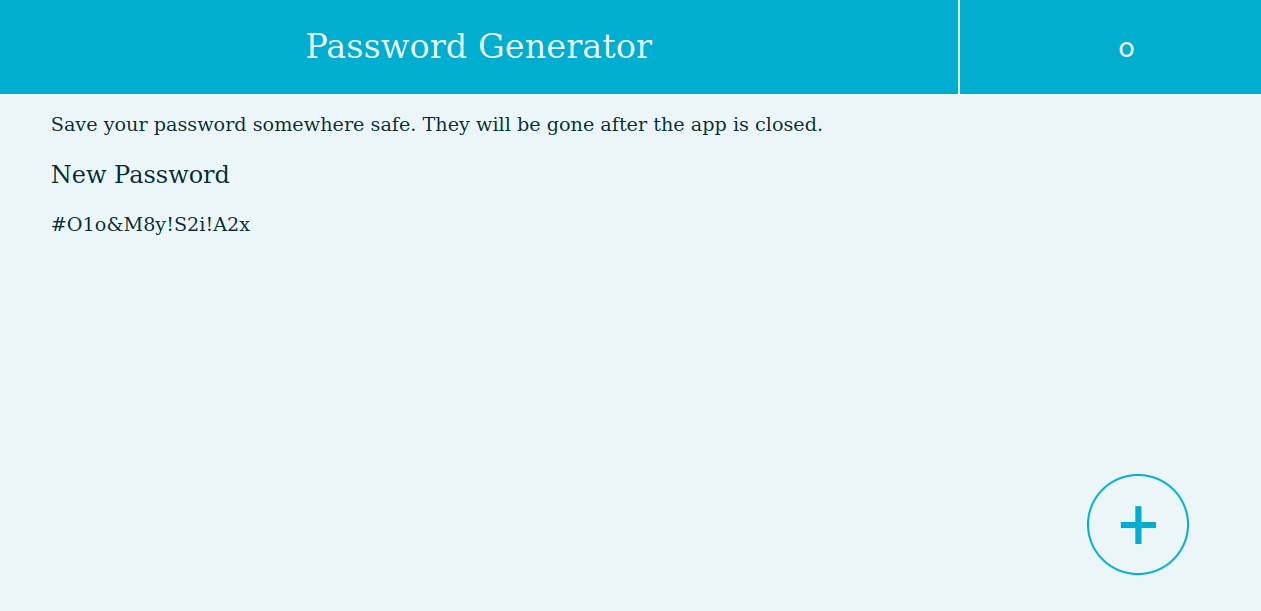 Password Generator
o
Save your password somewhere safe. They will be gone after the app is closed.
New Password
#O1o&M8y!S2i!A2x
+